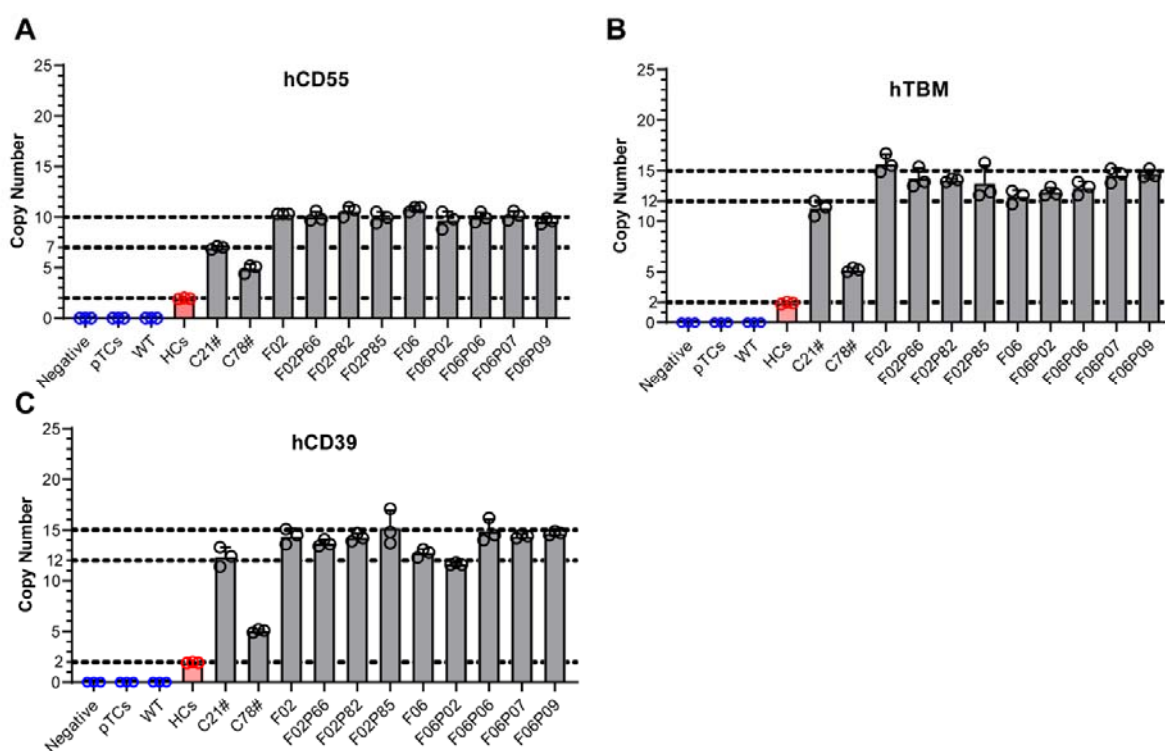 A
hCD55
Copy Number
25
20
15
10
7
5
0
Negative
pTCs
WT
HCs
C21#
C78#
F02
F02P66
F02P82
F02P85
F06
F06P02
F06P06
F06P07
F06P09
B
hTBM
Copy Number
25
20
15
12
10
5
2
0
Negative
pTCs
WT
HCs
C21#
C78#
F02
F02P66
F02P82
F02P85
F06
F06P02
F06P06
F06P07
F06P09
C
hCD39
Copy Number
25
20
15
12
10
5
2
0
Negative
pTCs
WT
HCs
C21#
C78#
F02
F02P66
F02P82
F02P85
F06
F06P02
F06P06
F06P07
F06P09